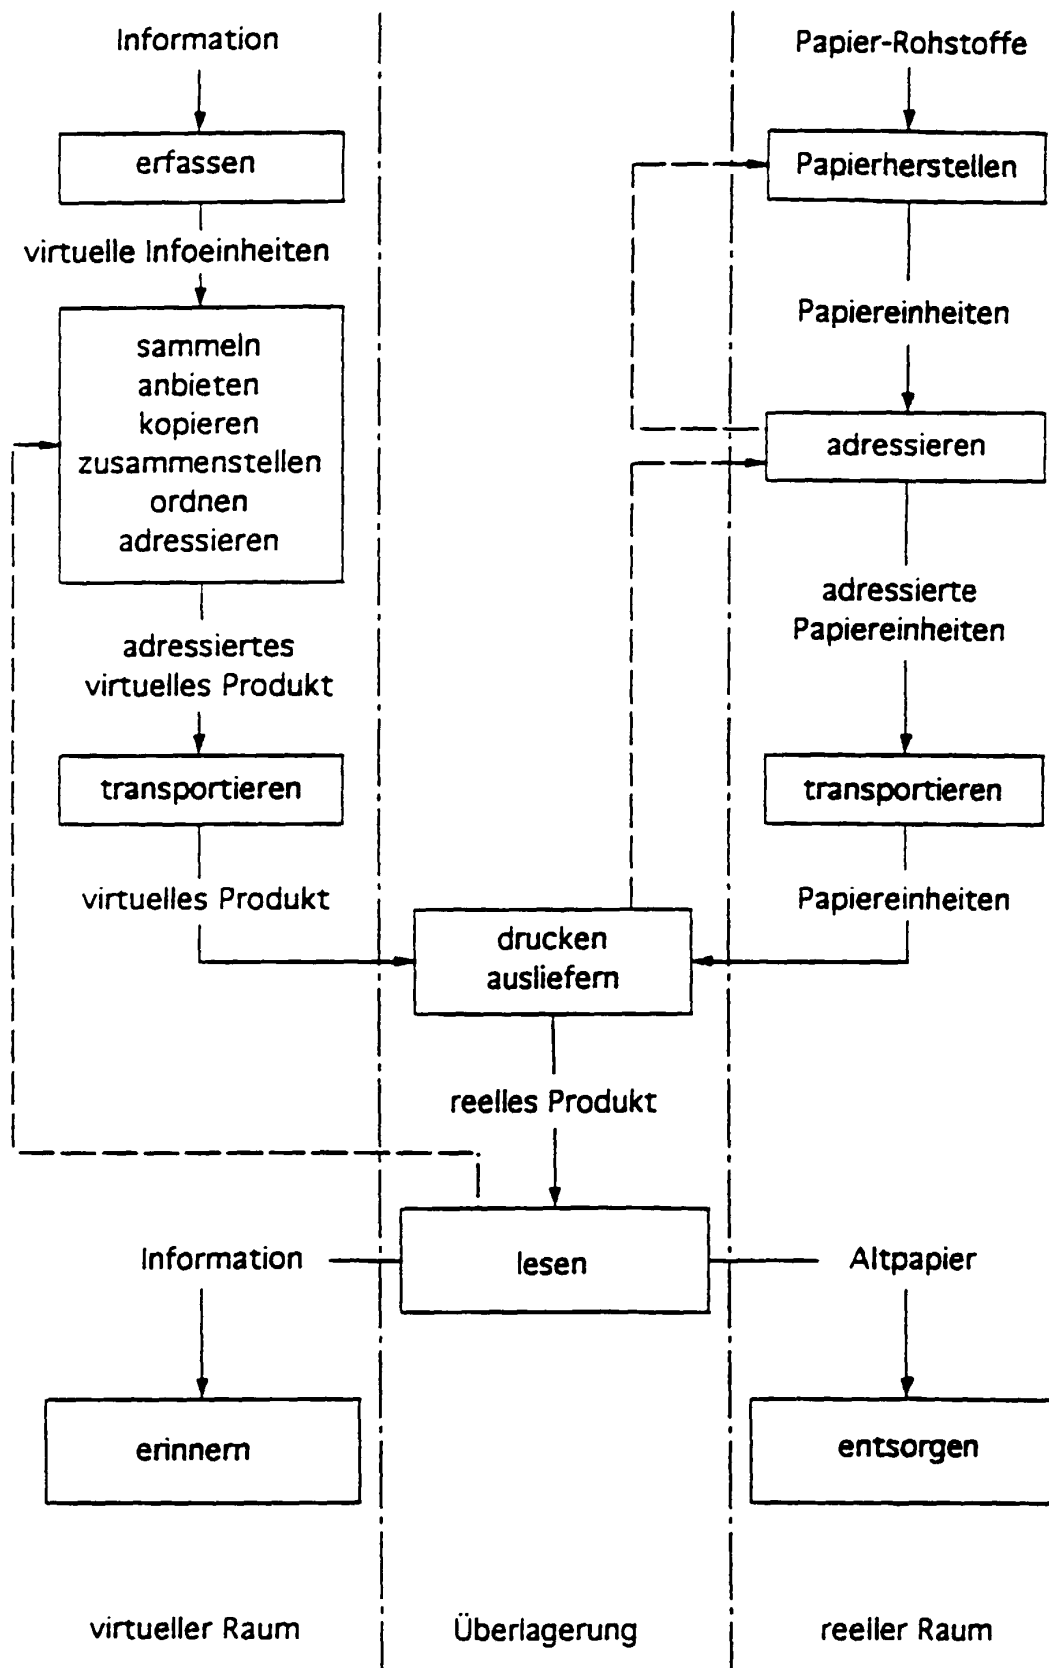 Information
erfassen
virtuelle Infoeinheiten
sammeln
anbieten
kopieren
zusammenstellen
ordnen
adressieren
adressiertes
virtuelles Produkt
transportieren
virtuelles Produkt
Papier-Rohstoffe
Papierherstellen
Papiereinheiten
adressieren
adressierte
Papiereinheiten
transportieren
Papiereinheiten
drucken
ausliefern
reelles Produkt
lesen
Information
erinnern
Altpapier
entsorgen
virtueller Raum
Überlagerung
reeller Raum